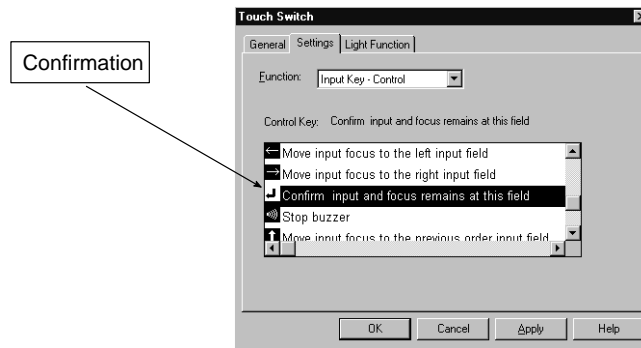 Touch Switch
General Settings Light Function
Confirmation
Function: Input Key - Control
Control Key: Confirm input and focus remains at this field
Move input focus to the left input field
Move input focus to the right input field
Confirm input and focus remains at this field
Stop buzzer
Move input focus to the previous order input field
OK Cancel Apply Help